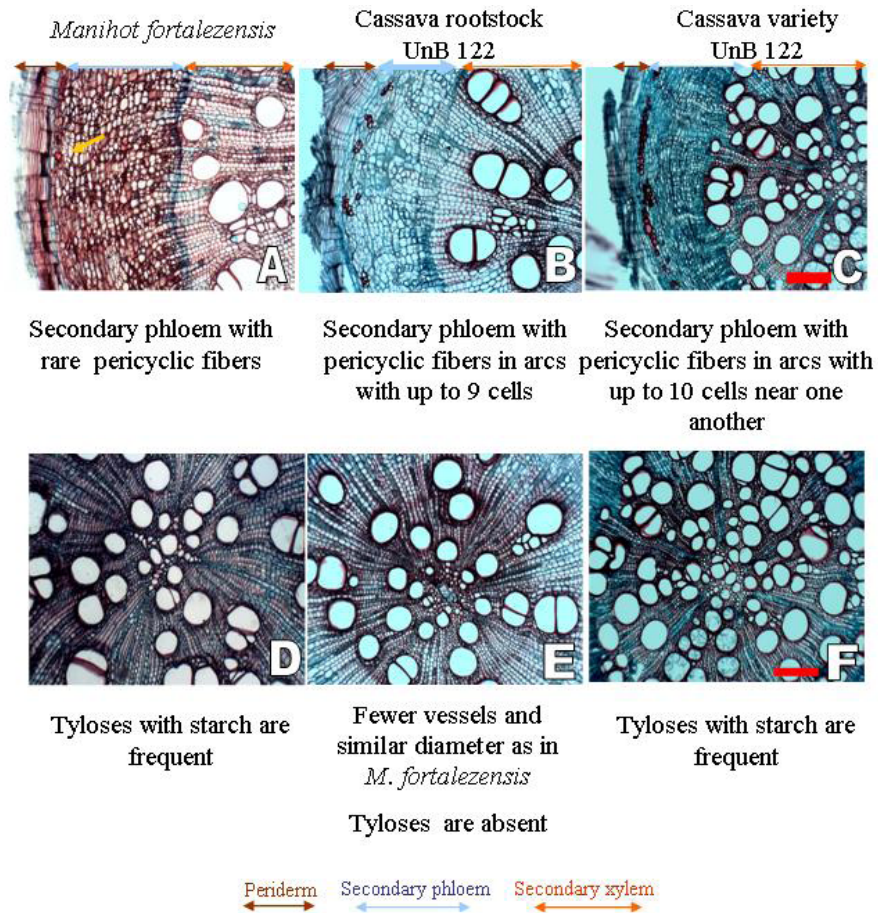 Manihot fortalezensis
Cassava rootstock
UnB 122
Cassava variety
UnB 122
A
B
C
Secondary phloem with
rare pericyclic fibers
Secondary phloem with
pericyclic fibers in arcs
with up to 9 cells
Secondary phloem with
pericyclic fibers in arcs with
up to 10 cells near one
another
D
E
F
Tyloses with starch are
frequent
Fewer vessels and
similar diameter as in
M. fortalezensis
Tyloses are absent
Tyloses with starch are
frequent
Periderm
Secondary phloem
Secondary xylem